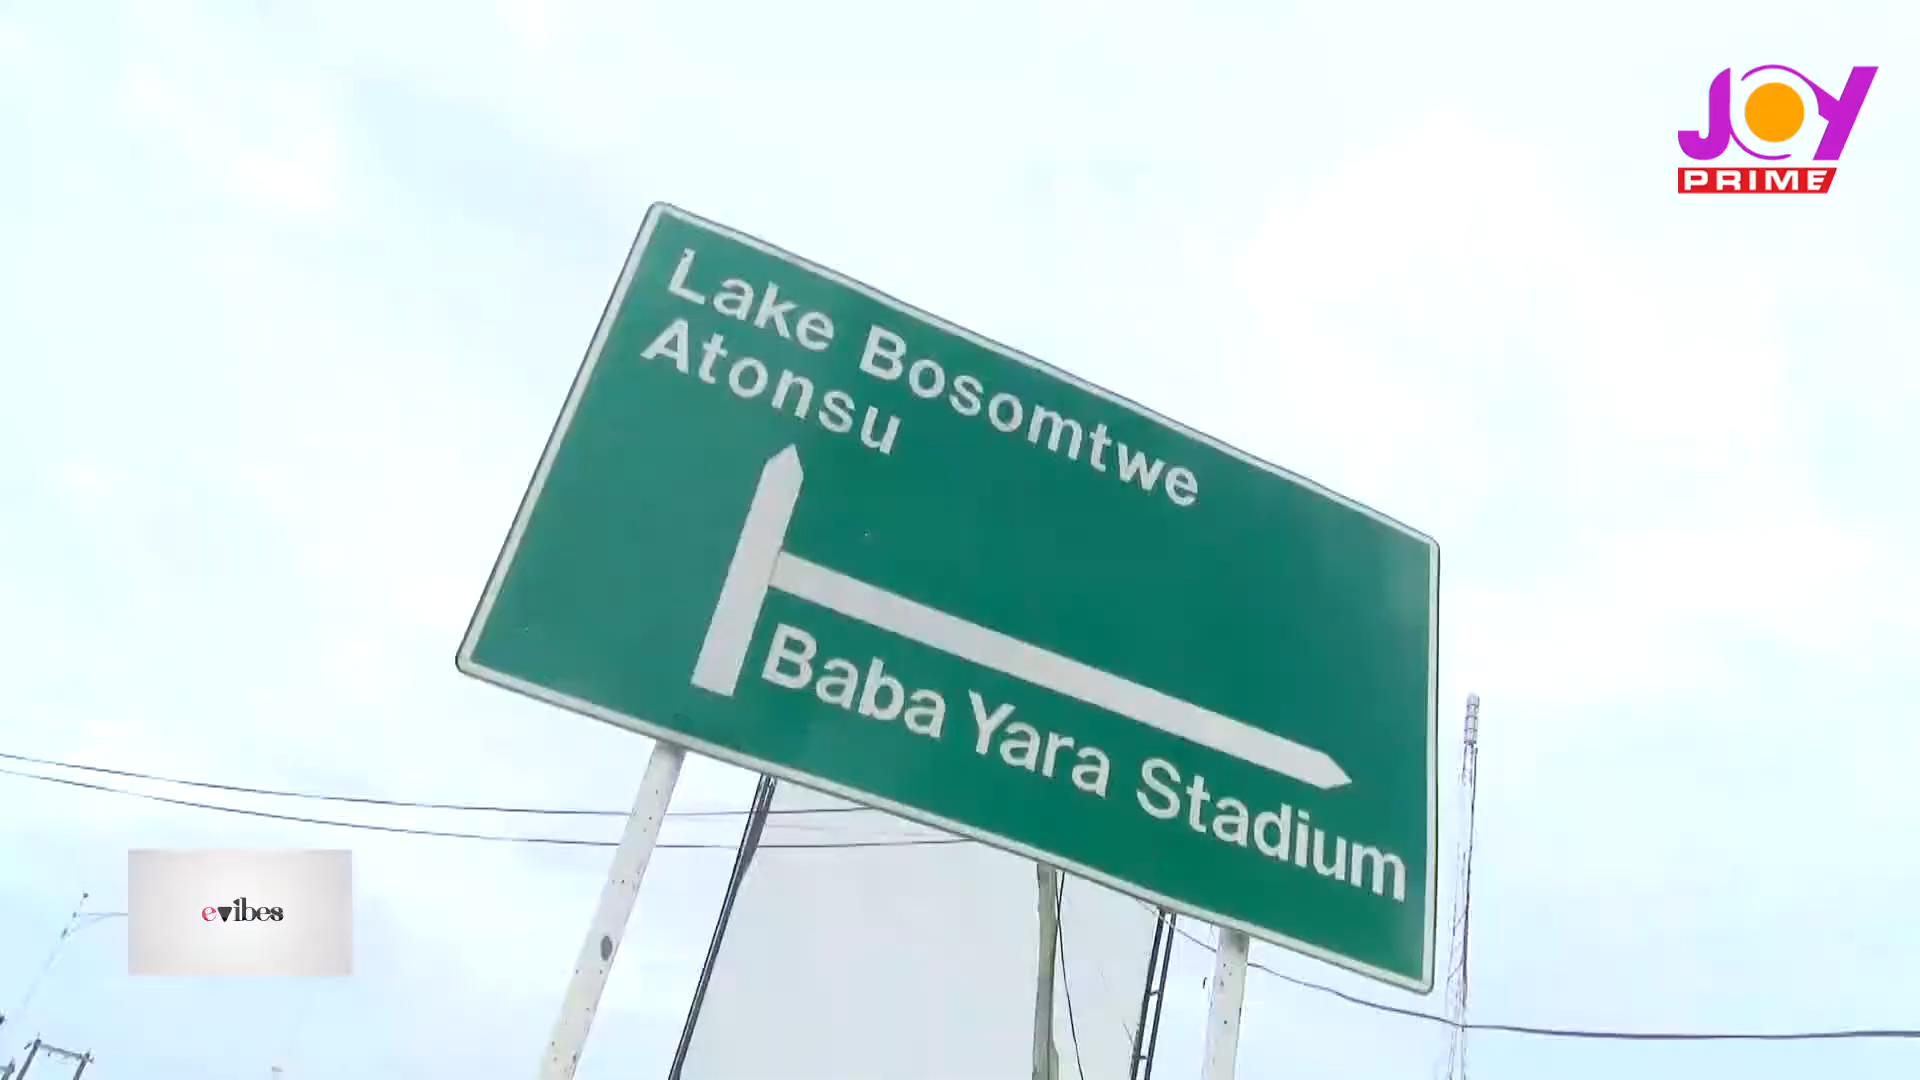 JOY
PRIME
Lake Bosomtwe
Atonsu
Baba Yara Stadium
evibes